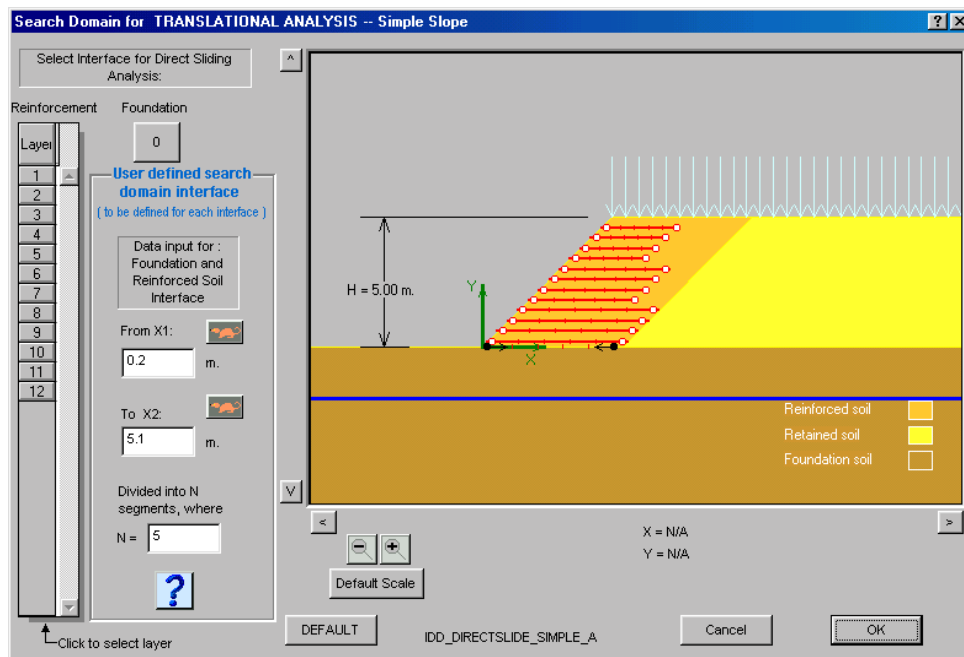 Search Domain for TRANSLATIONAL ANALYSIS -- Simple Slope
Select Interface for Direct Sliding
Analysis:
Reinforcement
Foundation
Layer
0
1
2
3
4
5
6
7
8
9
10
11
12
User defined search
domain interface
( to be defined for each interface )
Data input for :
Foundation and
Reinforced Soil
Interface
From X1:
0.2
m.
To X2:
5.1
m.
Divided into N
segments, where
N =
5
?
Click to select layer
^
V
<
>
H = 5.00 m.
Y
X
Reinforced soil
Retained soil
Foundation soil
X = N/A
Y = N/A
Default Scale
DEFAULT
IDD_DIRECTSLIDE_SIMPLE_A
Cancel
OK